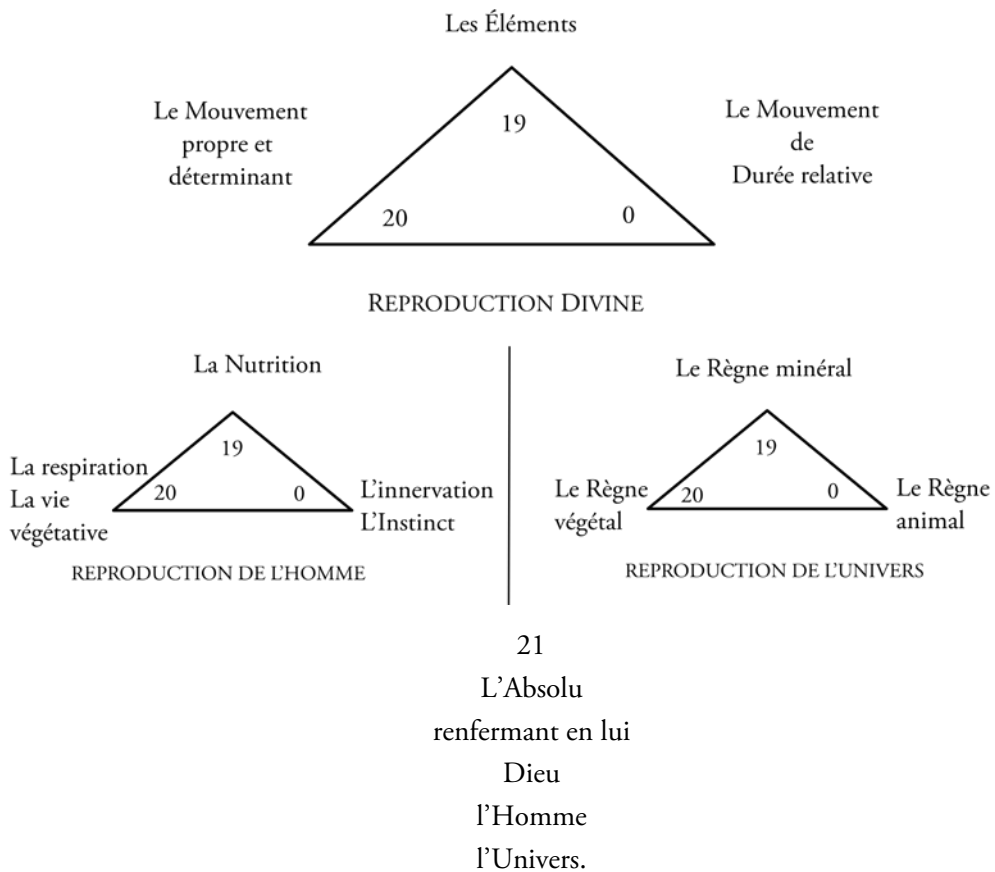 Les Éléments
Le Mouvement
propre et
déterminant
19
Le Mouvement
de
Durée relative
20
0
REPRODUCTION DIVINE
La Nutrition
19
La respiration
La vie
végétative
20
0
L’innervation
L’Instinct
REPRODUCTION DE L’HOMME
Le Règne minéral
19
Le Règne
végétal
20
0
Le Règne
animal
REPRODUCTION DE L’UNIVERS
21
L’Absolu
renfermant en lui
Dieu
l’Homme
l’Univers.